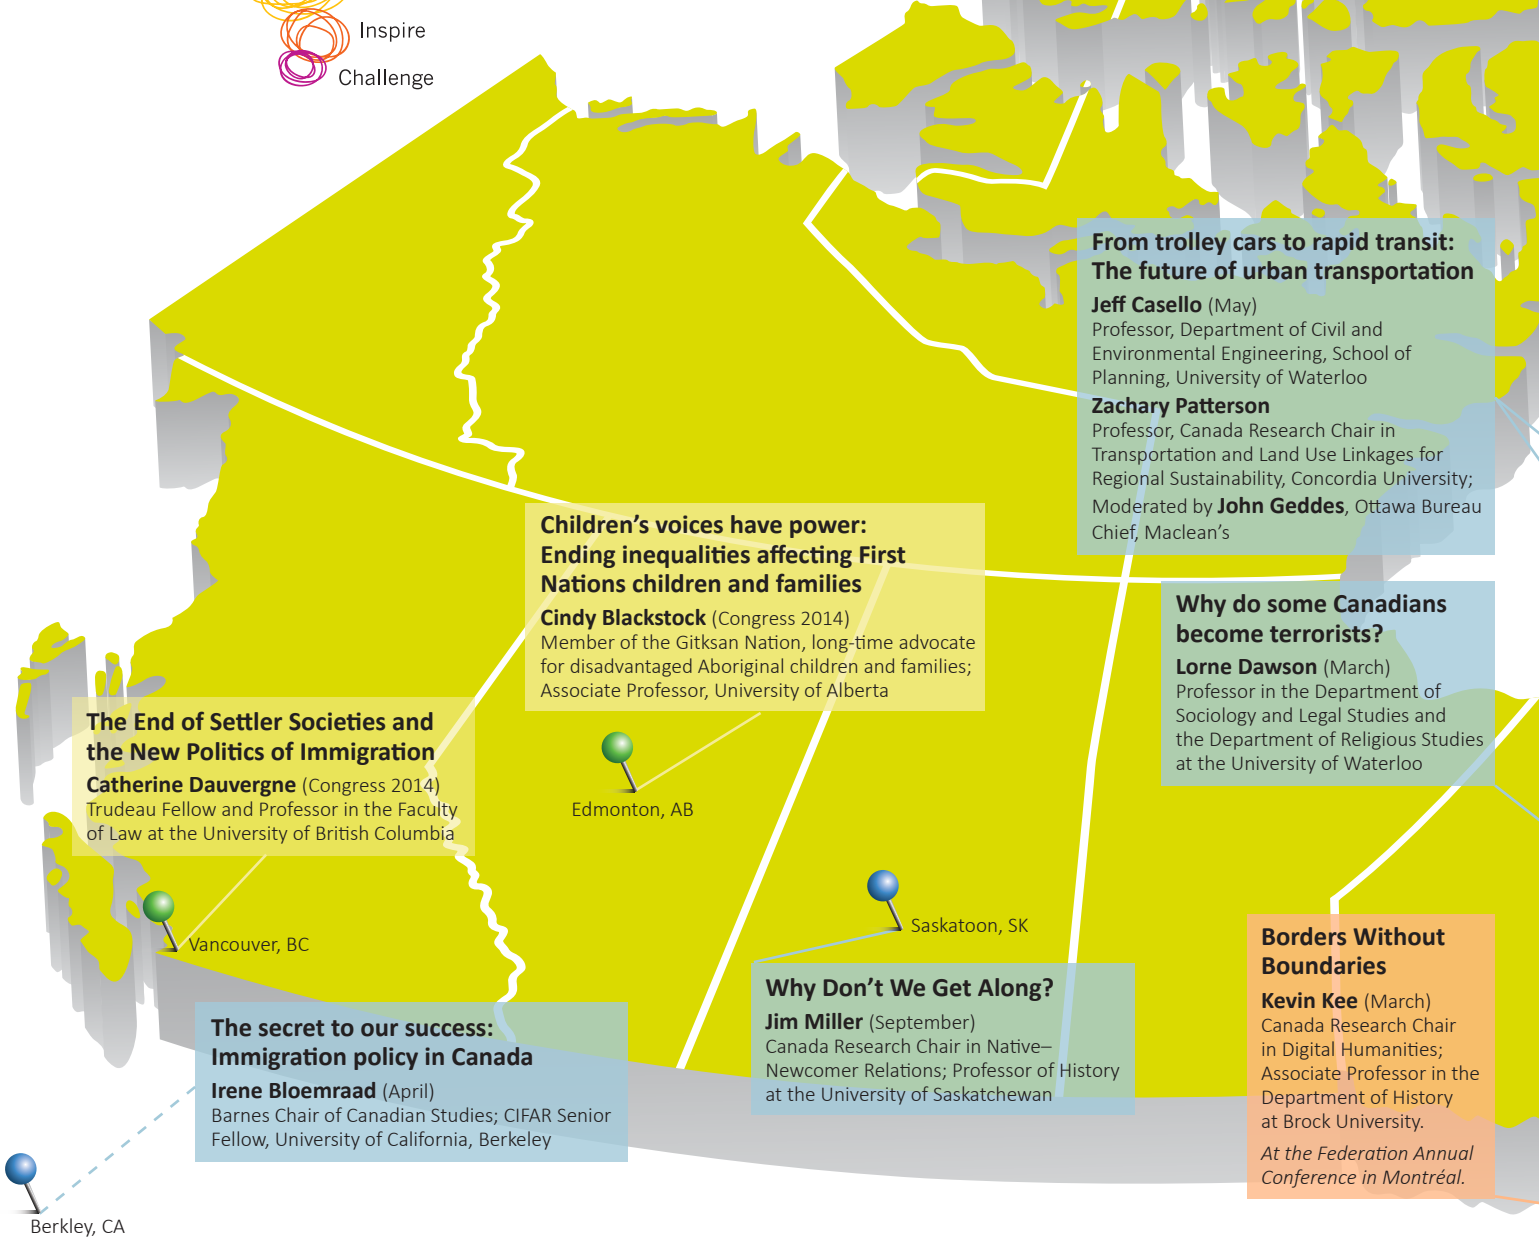 Inspire
Challenge
From trolley cars to rapid transit:
The future of urban transportation
Jeff Casello (May)
Professor, Department of Civil and
Environmental Engineering, School of
Planning, University of Waterloo
Zachary Patterson
Professor, Canada Research Chair in
Transportation and Land Use Linkages for
Regional Sustainability, Concordia University;
Moderated by John Geddes, Ottawa Bureau
Chief, Maclean’s
Children’s voices have power:
Ending inequalities affecting First
Nations children and families
Cindy Blackstock (Congress 2014)
Member of the Gitksan Nation, long-time advocate
for disadvantaged Aboriginal children and families;
Associate Professor, University of Alberta
Why do some Canadians
become terrorists?
Lorne Dawson (March)
Professor in the Department of
Sociology and Legal Studies and
the Department of Religious Studies
at the University of Waterloo
The End of Settler Societies and
the New Politics of Immigration
Catherine Dauvergne (Congress 2014)
Trudeau Fellow and Professor in the Faculty
of Law at the University of British Columbia
Edmonton, AB
Vancouver, BC
Saskatoon, SK
Borders Without
Boundaries
Kevin Kee (March)
Canada Research Chair
in Digital Humanities;
Associate Professor in the
Department of History
at Brock University.
At the Federation Annual
Conference in Montréal.
Why Don’t We Get Along?
Jim Miller (September)
Canada Research Chair in Native–
Newcomer Relations; Professor of History
at the University of Saskatchewan
The secret to our success:
Immigration policy in Canada
Irene Bloemraad (April)
Barnes Chair of Canadian Studies; CIFAR Senior
Fellow, University of California, Berkeley
Berkley, CA